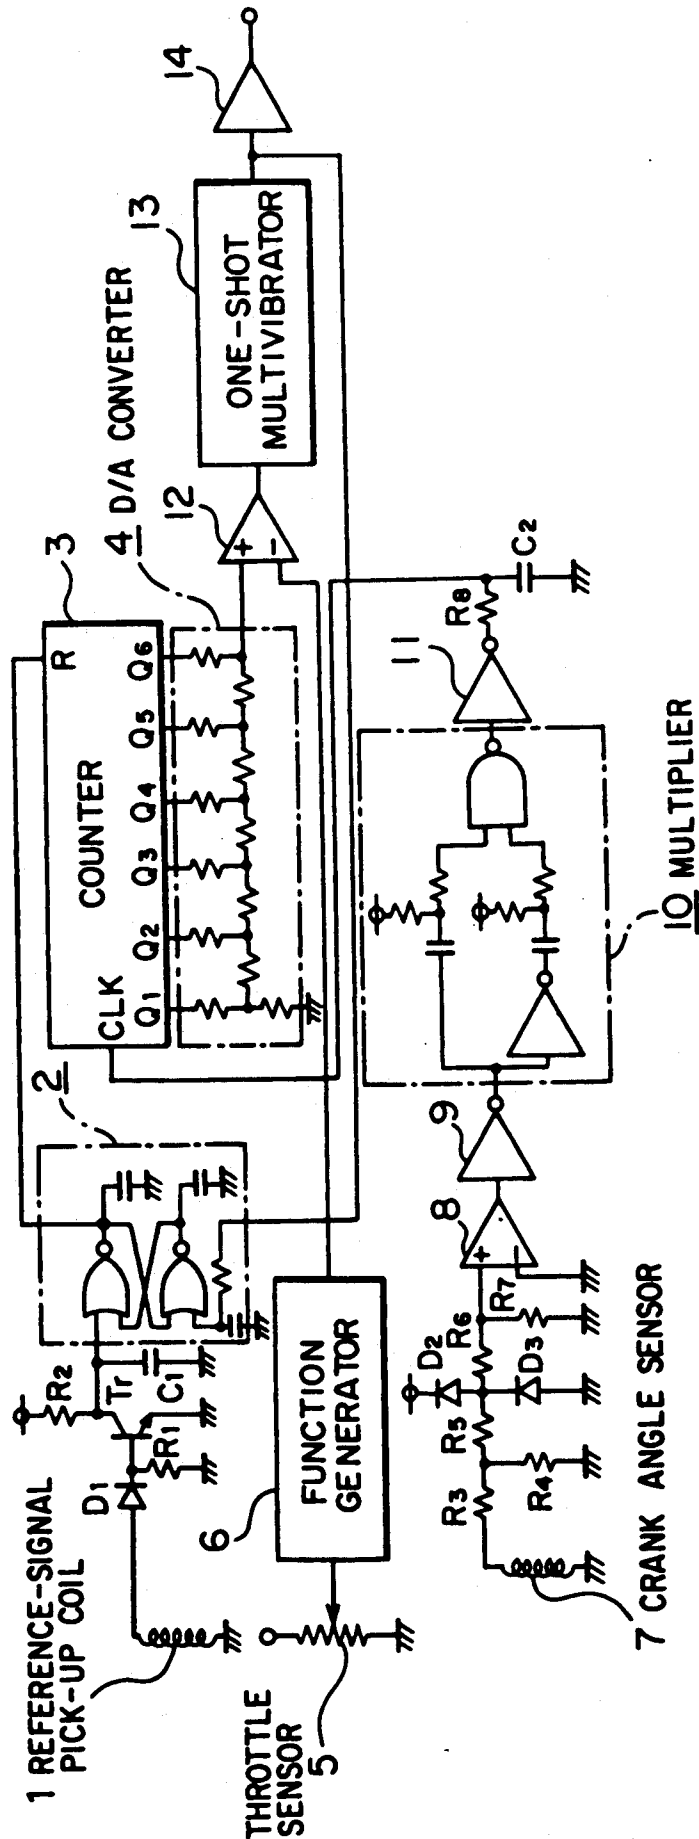 1 REFERENCE-SIGNAL
PICK-UP COIL
D1
R1
R2
Tr
C1
2
3
COUNTER
CLK
R
Q1 Q2 Q3 Q4 Q5 Q6
4 D/A CONVERTER
12
+
−
13
ONE-SHOT
MULTIVIBRATOR
14
THROTTLE
SENSOR
5
6
FUNCTION
GENERATOR
7 CRANK ANGLE SENSOR
R3
R4
R5
D2
D3
R6
R7
8
+
−
9
10 MULTIPLIER
11
R8
C2